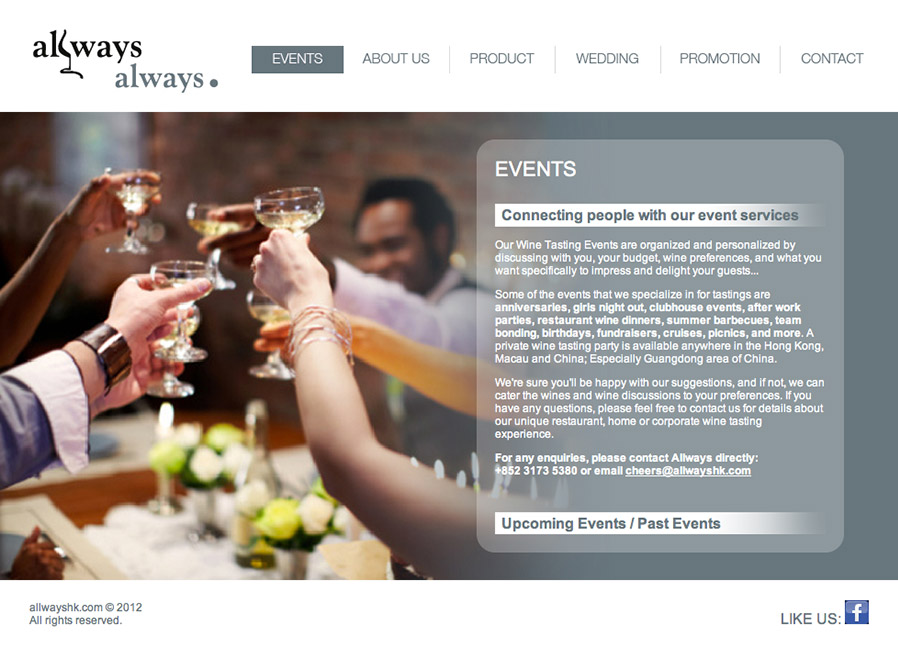 allways
always.
EVENTS
ABOUT US
PRODUCT
WEDDING
PROMOTION
CONTACT
EVENTS
Connecting people with our event services
Our Wine Tasting Events are organized and personalized by
discussing with you, your budget, wine preferences, and what you
want specifically to impress and delight your guests...
Some of the events that we specialize in for tastings are
anniversaries, girls night out, clubhouse events, after work
parties, restaurant wine dinners, summer barbecues, team
bonding, birthdays, fundraisers, cruises, picnics, and more. A
private wine tasting party is available anywhere in the Hong Kong,
Macau and China; Especially Guangdong area of China.
We're sure you'll be happy with our suggestions, and if not, we can
cater the wines and wine discussions to your preferences. If you
have any questions, please feel free to contact us for details about
our unique restaurant, home or corporate wine tasting
experience.
For any enquiries, please contact Allways directly:
+852 3173 5380 or email cheers@allwayshk.com
Upcoming Events / Past Events
allwayshk.com © 2012
All rights reserved.
LIKE US: f